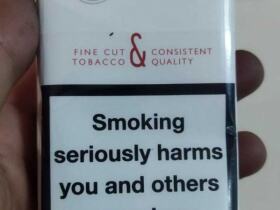 FINE CUT & CONSISTENT
TOBACCO QUALITY
Smoking
seriously harms
you and others